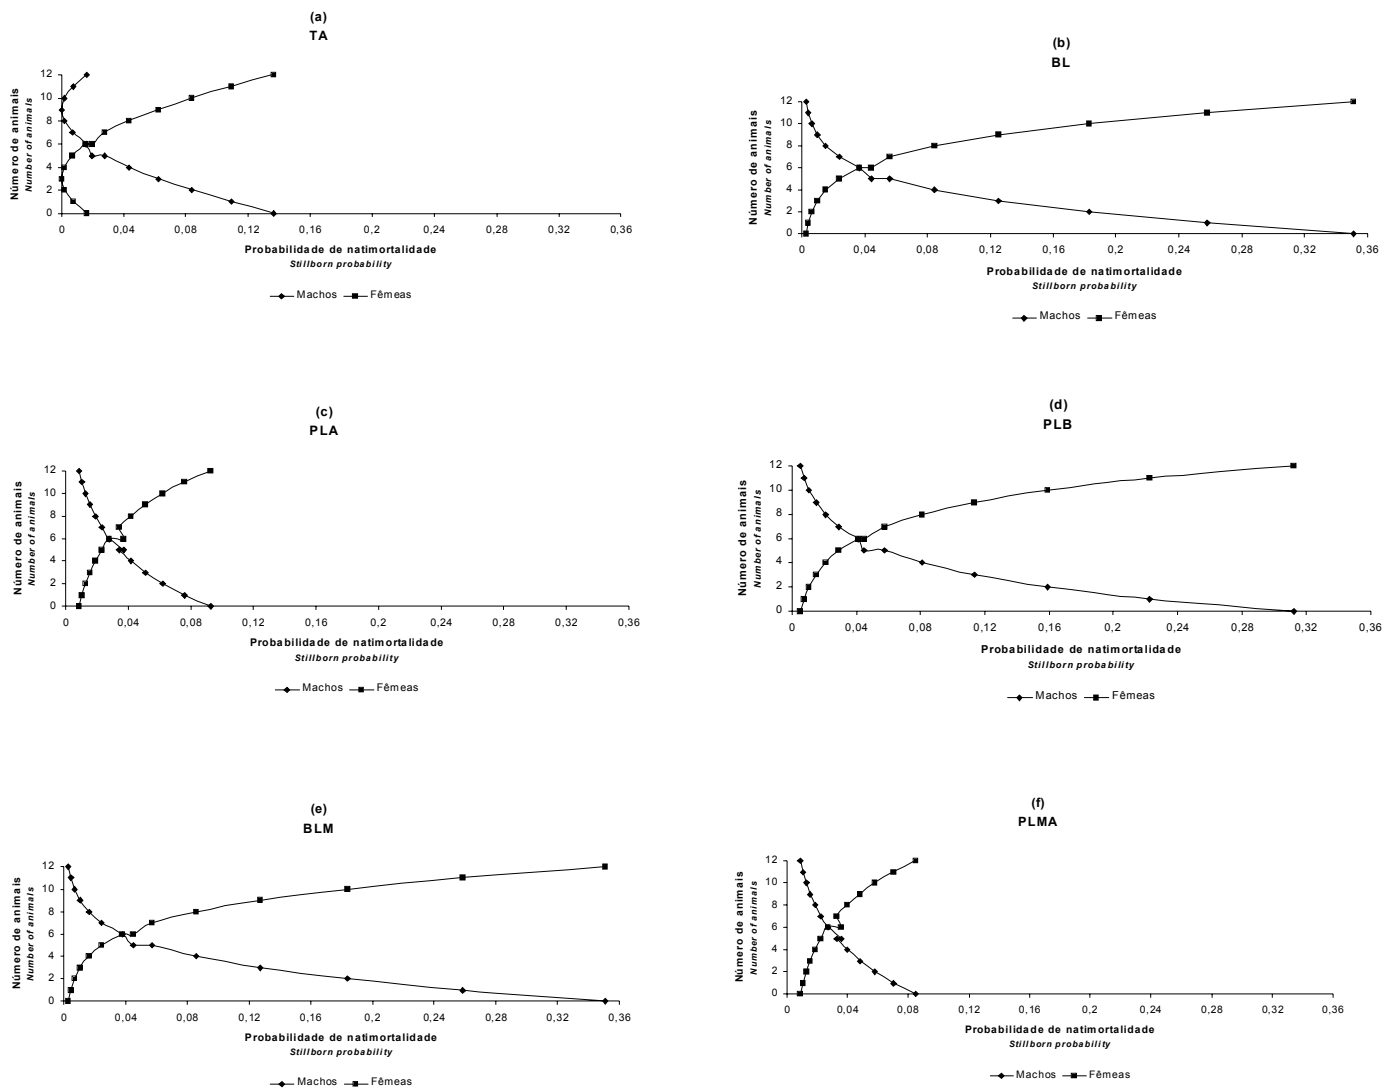 (a)
TA
Número de animais
Number of animals
12
10
8
6
4
2
0
0 0,04 0,08 0,12 0,16 0,2 0,24 0,28 0,32 0,36
Probabilidade de natimortalidade
Stillborn probability
Machos Fêmeas
(b)
BL
Número de animais
Number of animals
12
10
8
6
4
2
0
0 0,04 0,08 0,12 0,16 0,2 0,24 0,28 0,32 0,36
Probabilidade de natimortalidade
Stillborn probability
Machos Fêmeas
(c)
PLA
Número de animais
Number of animals
12
10
8
6
4
2
0
0 0,04 0,08 0,12 0,16 0,2 0,24 0,28 0,32 0,36
Probabilidade de natimortalidade
Stillborn probability
Machos Fêmeas
(d)
PLB
Número de animais
Number of animals
12
10
8
6
4
2
0
0 0,04 0,08 0,12 0,16 0,2 0,24 0,28 0,32 0,36
Probabilidade de natimortalidade
Stillborn probability
Machos Fêmeas
(e)
BLM
Número de animais
Number of animals
12
10
8
6
4
2
0
0 0,04 0,08 0,12 0,16 0,2 0,24 0,28 0,32 0,36
Probabilidade de natimortalidade
Stillborn probability
Machos Fêmeas
(f)
PLMA
Número de animais
Number of animals
12
10
8
6
4
2
0
0 0,04 0,08 0,12 0,16 0,2 0,24 0,28 0,32 0,36
Probabilidade de natimortalidade
Stillborn probability
Machos Fêmeas